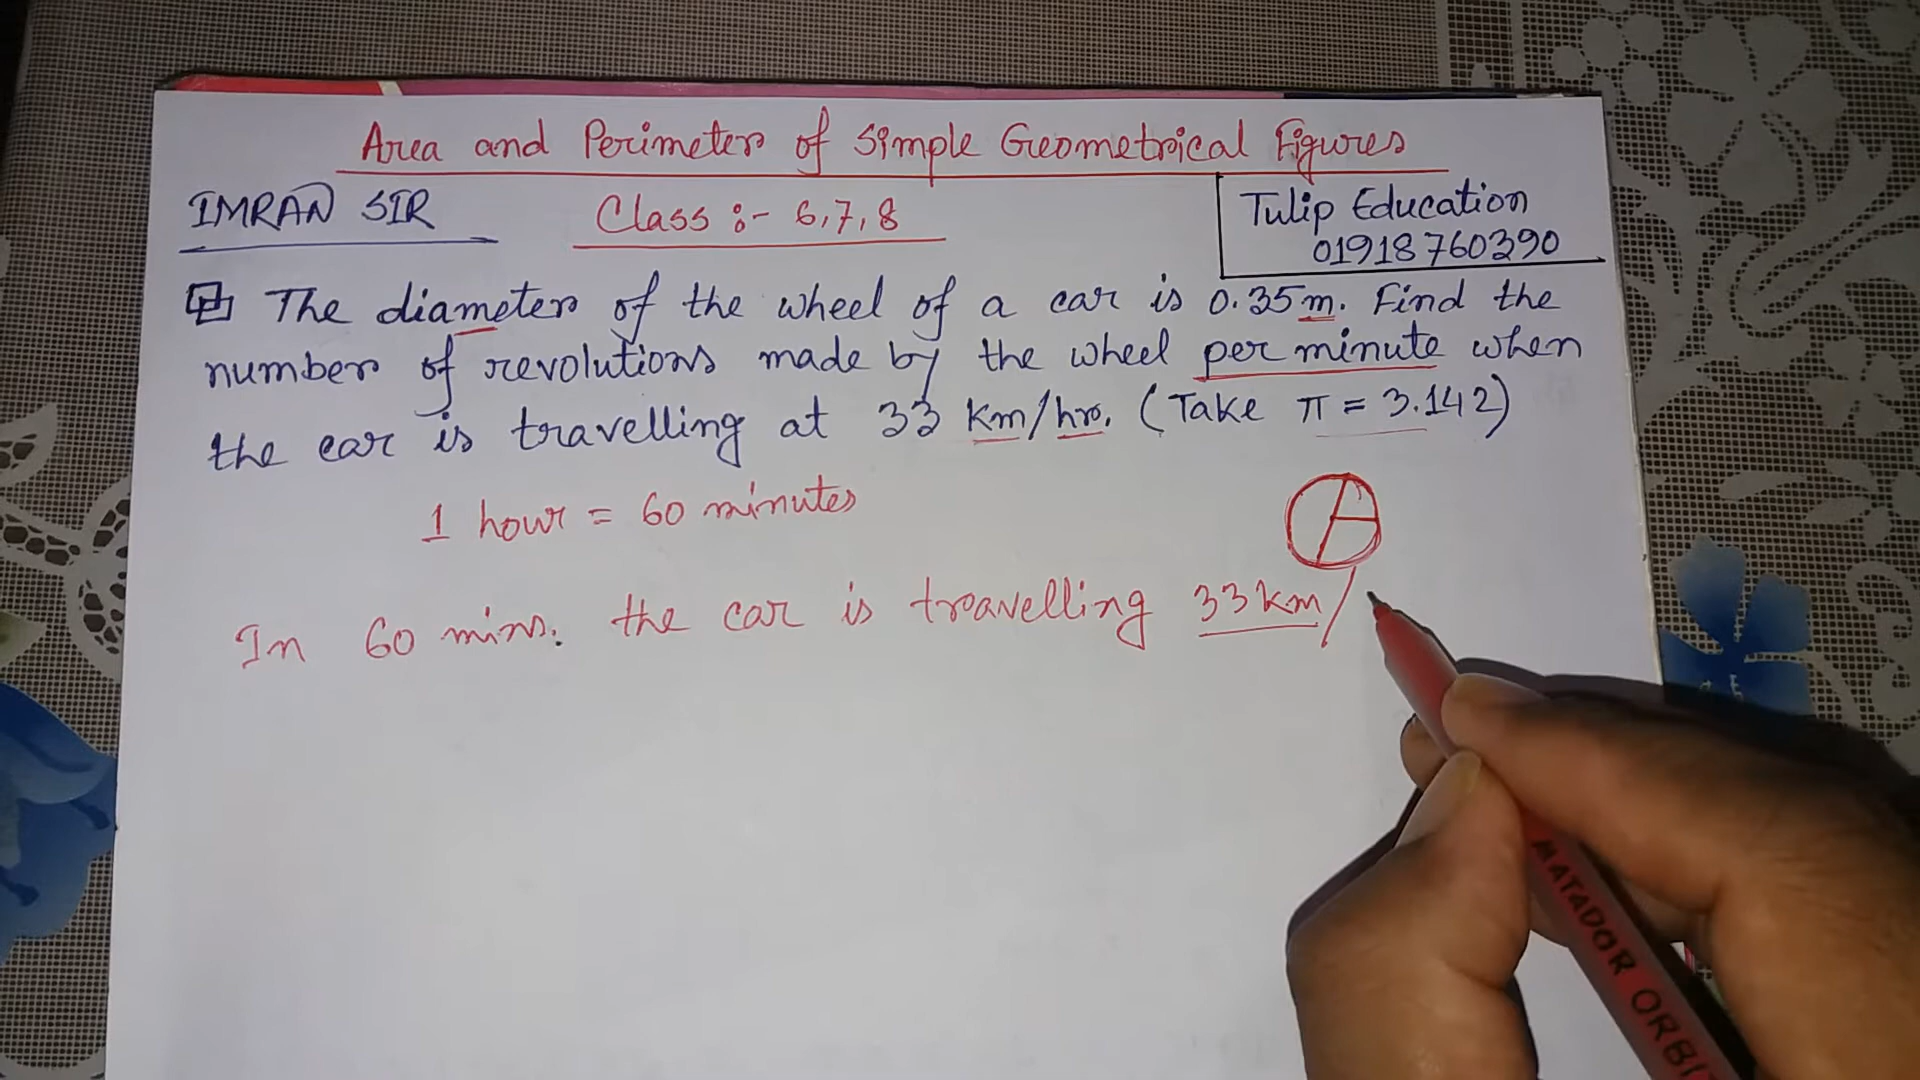 Area and Perimeter of Simple Geometrical Figures
IMRAN SIR
Class :- 6,7,8
Tulip Education
01918760390
The diameter of the wheel of a car is 0.35m. Find the
number of revolutions made by the wheel per minute when
the car is travelling at 33 km/hr. (Take π = 3.142)
1 hour = 60 minutes
In 60 mins. the car is travelling 33km/
MATADOR ORBI